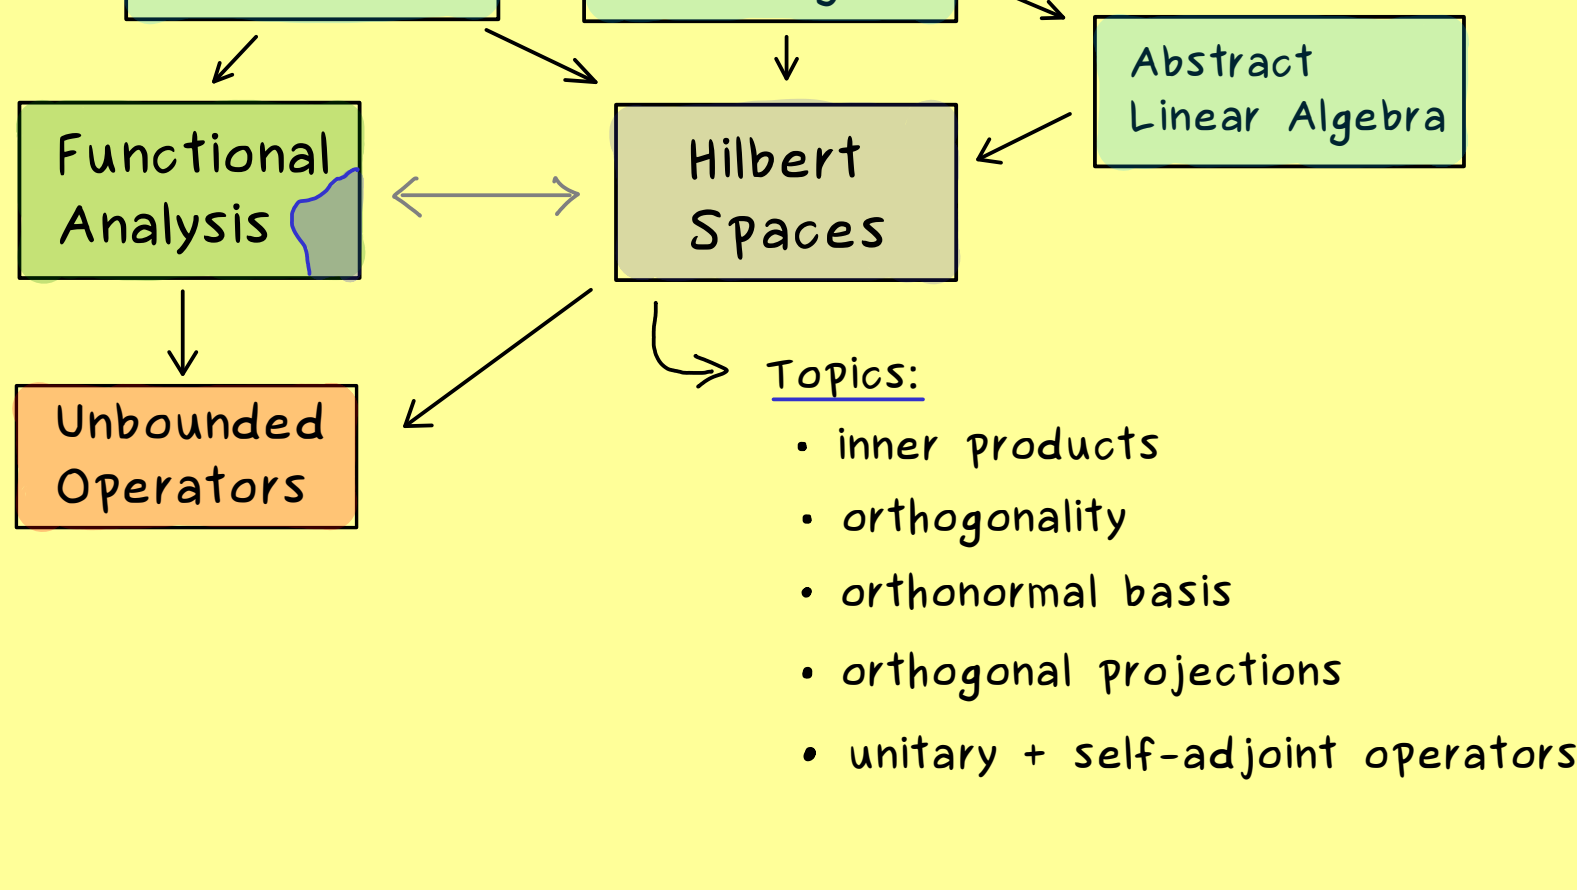 Abstract
Linear Algebra
Functional
Analysis
Hilbert
Spaces
Unbounded
Operators
Topics:
• inner products
• orthogonality
• orthonormal basis
• orthogonal projections
• unitary + self-adjoint operators